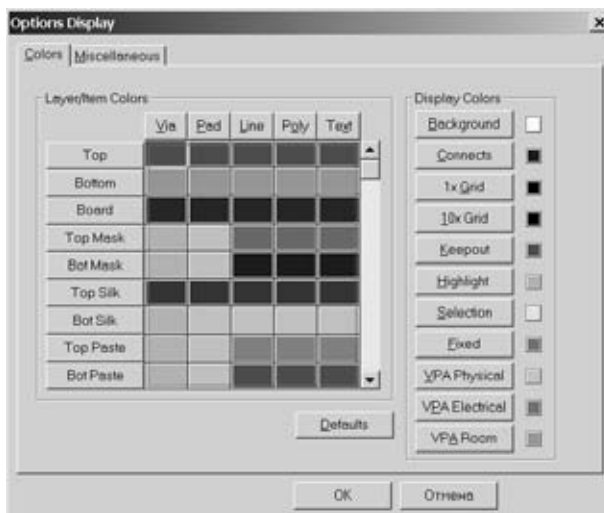 Options Display
Colors Miscellaneous
Layer/Item Colors
Via Pad Line Poly Text
Top
Bottom
Board
Top Mask
Bot Mask
Top Silk
Bot Silk
Top Paste
Bot Paste
Defaults
Display Colors
Background
Connects
1x Grid
10x Grid
Keepout
Highlight
Selection
Fixed
VPA Physical
VPA Electrical
VPA Room
OK Отмена